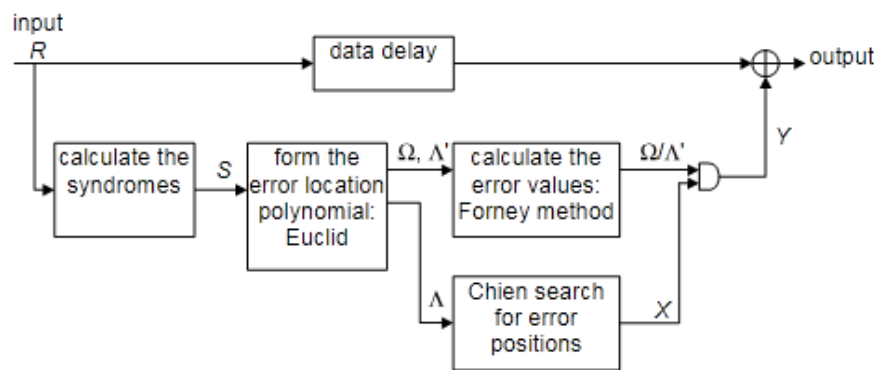 input
R
data delay
output
calculate the
syndromes
S
form the
error location
polynomial:
Euclid
Ω, Λ'
calculate the
error values:
Forney method
Ω/Λ'
Y
Λ
Chien search
for error
positions
X